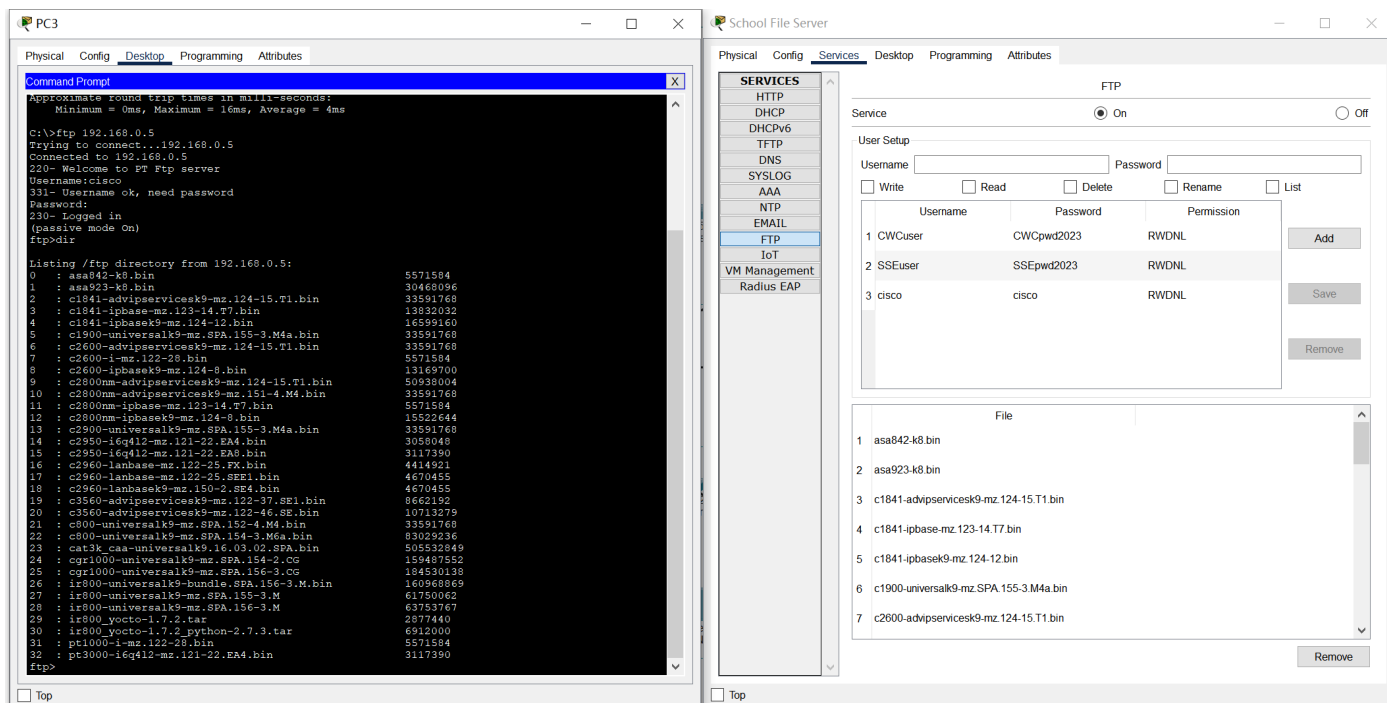 PC3
Physical Config Desktop Programming Attributes
Command Prompt X
Approximate round trip times in milli-seconds:
Minimum = 0ms, Maximum = 16ms, Average = 4ms
C:\>ftp 192.168.0.5
Trying to connect...192.168.0.5
Connected to 192.168.0.5
220- Welcome to PT Ftp server
Username:cisco
331- Username ok, need password
Password:
230- Logged in
(passive mode On)
ftp>dir
Listing /ftp directory from 192.168.0.5:
0 : asa842-k8.bin 5571584
1 : asa923-k8.bin 30468096
2 : c1841-advipservicesk9-mz.124-15.T1.bin 33591768
3 : c1841-ipbase-mz.123-14.T7.bin 13832032
4 : c1841-ipbasek9-mz.124-12.bin 16599160
5 : c1900-universalk9-mz.SPA.155-3.M4a.bin 33591768
6 : c2600-advipservicesk9-mz.124-15.T1.bin 33591768
7 : c2600-i-mz.122-28.bin 5571584
8 : c2600-ipbasek9-mz.124-8.bin 13169700
9 : c2800nm-advipservicesk9-mz.124-15.T1.bin 50938004
10 : c2800nm-advipservicesk9-mz.151-4.M4.bin 33591768
11 : c2800nm-ipbase-mz.123-14.T7.bin 5571584
12 : c2800nm-ipbasek9-mz.124-8.bin 15522644
13 : c2900-universalk9-mz.SPA.155-3.M4a.bin 33591768
14 : c2950-i6q4l2-mz.121-22.EA4.bin 3058048
15 : c2950-i6q4l2-mz.121-22.EA8.bin 3117390
16 : c2960-lanbase-mz.122-25.FX.bin 4414921
17 : c2960-lanbase-mz.122-25.SEE1.bin 4670455
18 : c2960-lanbasek9-mz.150-2.SE4.bin 4670455
19 : c3560-advipservicesk9-mz.122-37.SE1.bin 8662192
20 : c3560-advipservicesk9-mz.122-46.SE.bin 10713279
21 : c800-universalk9-mz.SPA.152-4.M4.bin 33591768
22 : c800-universalk9-mz.SPA.154-3.M6a.bin 83029236
23 : cat3k_caa-universalk9.16.03.02.SPA.bin 505532849
24 : cgr1000-universalk9-mz.SPA.154-2.CG 159487552
25 : cgr1000-universalk9-mz.SPA.156-3.CG 184530138
26 : ir800-universalk9-bundle.SPA.156-3.M.bin 160968869
27 : ir800-universalk9-mz.SPA.155-3.M 61750062
28 : ir800-universalk9-mz.SPA.156-3.M 63753767
29 : ir800_yocto-1.7.2.tar 2877440
30 : ir800_yocto-1.7.2_python-2.7.3.tar 6912000
31 : pt1000-i-mz.122-28.bin 5571584
32 : pt3000-i6q4l2-mz.121-22.EA4.bin 3117390
ftp>
Top
School File Server
Physical Config Services Desktop Programming Attributes
SERVICES
HTTP
DHCP
DHCPv6
TFTP
DNS
SYSLOG
AAA
NTP
EMAIL
FTP
IoT
VM Management
Radius EAP
FTP
Service On Off
User Setup
Username Password
Write Read Delete Rename List
Username Password Permission
1 CWCuser CWCpwd2023 RWDNL
2 SSEuser SSEpwd2023 RWDNL
3 cisco cisco RWDNL
Add
Save
Remove
File
1 asa842-k8.bin
2 asa923-k8.bin
3 c1841-advipservicesk9-mz.124-15.T1.bin
4 c1841-ipbase-mz.123-14.T7.bin
5 c1841-ipbasek9-mz.124-12.bin
6 c1900-universalk9-mz.SPA.155-3.M4a.bin
7 c2600-advipservicesk9-mz.124-15.T1.bin
Remove
Top